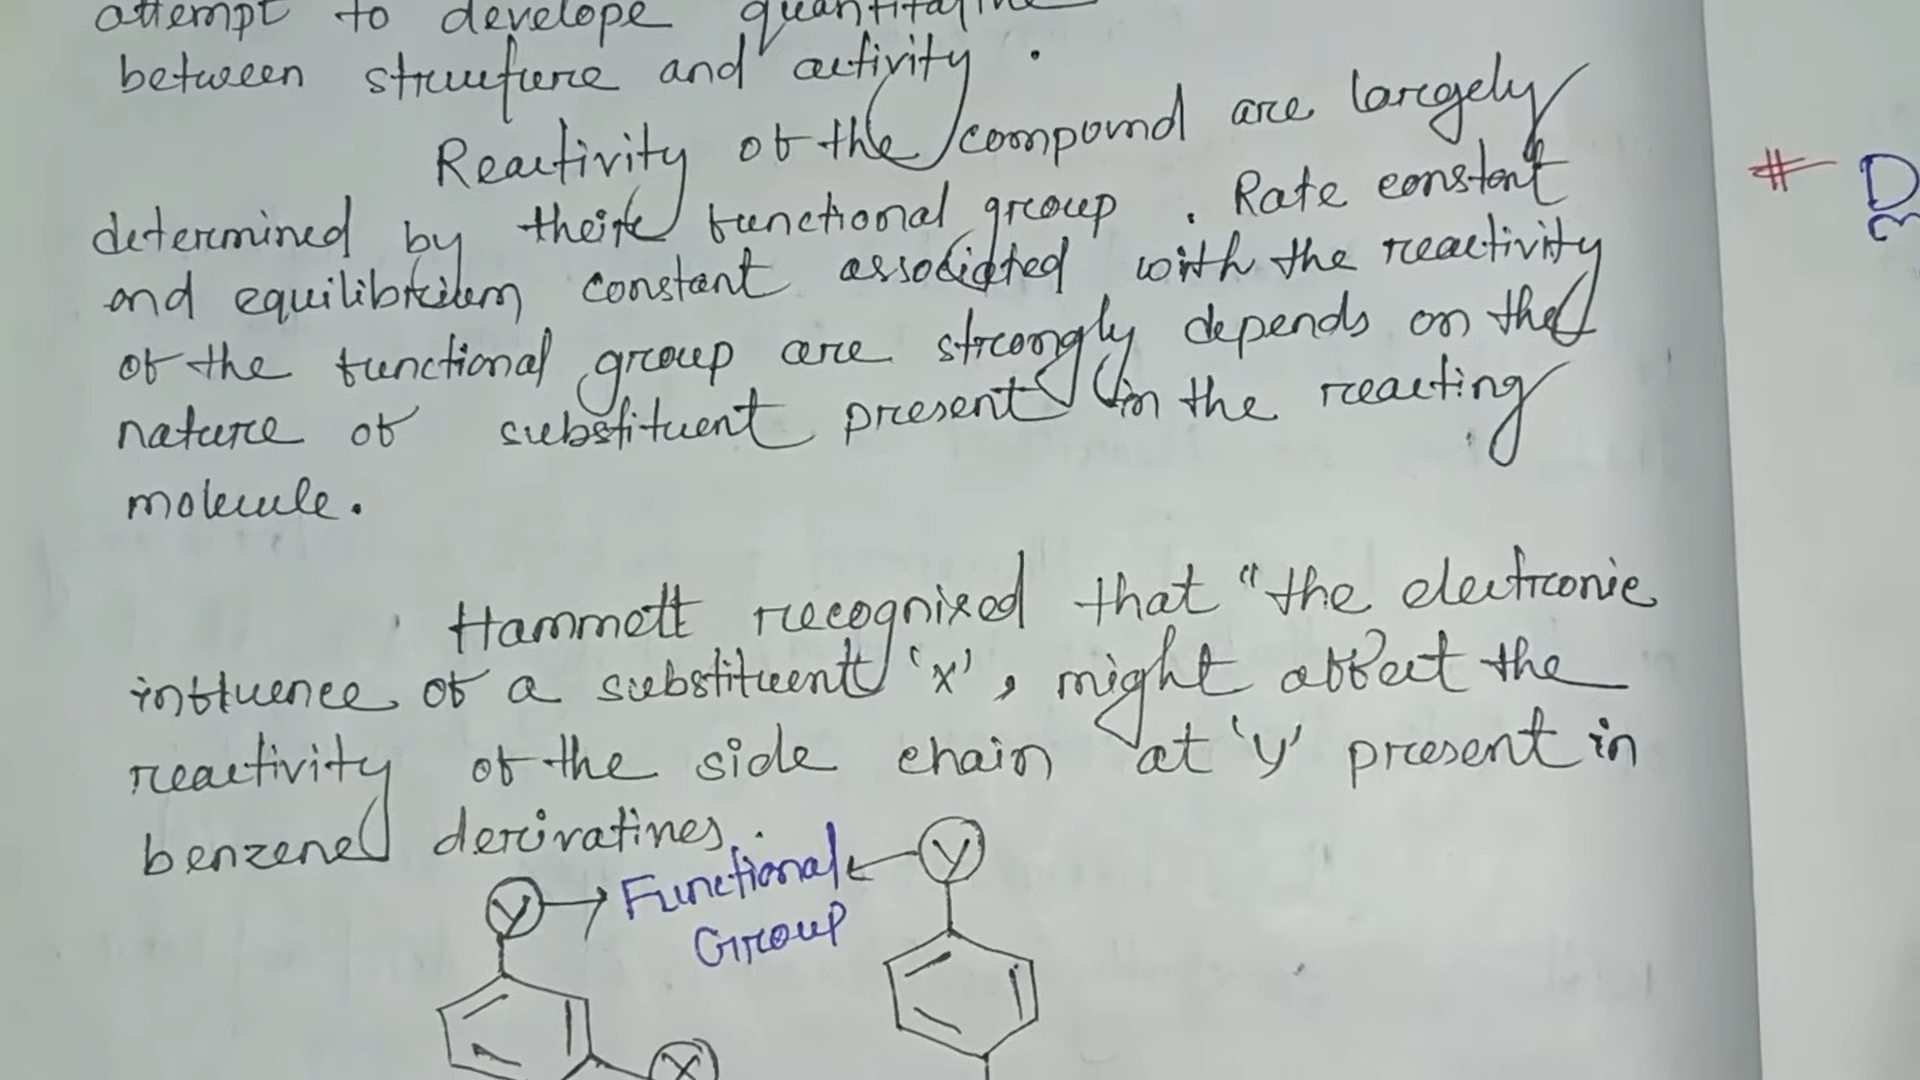 attempt to develope quantitative
between structure and activity.
Reactivity of the compound are largely
determined by their functional group. Rate constant
and equilibrium constant associated with the reactivity
of the functional group are strongly depends on the
nature of substituent present in the reacting
molecule.
Hammett recognized that "the electronic
influence of a substituent 'x', might affect the
reactivity of the side chain at 'y' present in
benzene derivatives.
Y → Functional ← Y
Group
X
# D